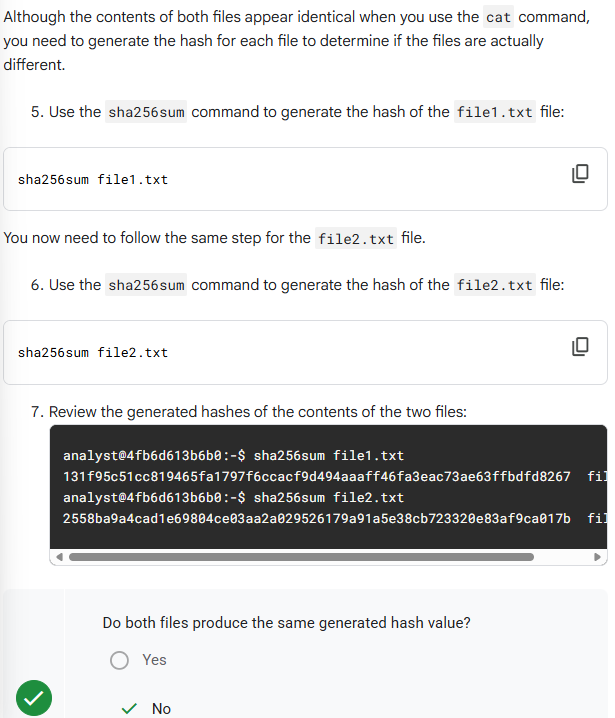 Although the contents of both files appear identical when you use the cat command,
you need to generate the hash for each file to determine if the files are actually
different.
5. Use the sha256sum command to generate the hash of the file1.txt file:
sha256sum file1.txt
You now need to follow the same step for the file2.txt file.
6. Use the sha256sum command to generate the hash of the file2.txt file:
sha256sum file2.txt
7. Review the generated hashes of the contents of the two files:
analyst@4fb6d613b6b0:~$ sha256sum file1.txt
131f95c51cc819465fa1797f6ccacf9d494aaaff46fa3eac73ae63ffbdfd8267 fil
analyst@4fb6d613b6b0:~$ sha256sum file2.txt
2558ba9a4cad1e69804ce03aa2a029526179a91a5e38cb723320e83af9ca017b fil
Do both files produce the same generated hash value?
Yes
No